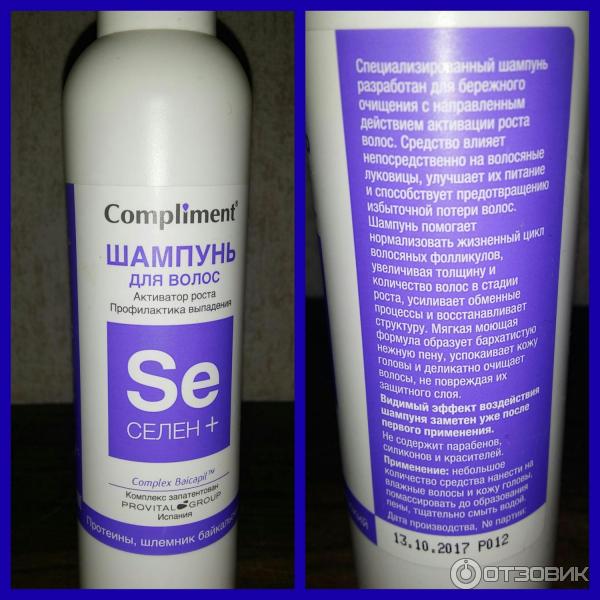 Compliment®
ШАМПУНЬ
ДЛЯ ВОЛОС
Активатор роста
Профилактика выпадения
Se
СЕЛЕН +
Complex Baicapil™
Комплекс запатентован
PROVITAL GROUP
Испания
Протеины, шлемник байкаль
Специализированный шампунь
разработан для бережного
очищения с направленным
действием активации роста
волос. Средство влияет
непосредственно на волосяные
луковицы, улучшает их питание
и способствует предотвращению
избыточной потери волос.
Шампунь помогает
нормализовать жизненный цикл
волосяных фолликулов,
увеличивая толщину и
количество волос в стадии
роста, усиливает обменные
процессы и восстанавливает
структуру. Мягкая моющая
формула образует бархатистую
нежную пену, успокаивает кожу
головы и деликатно очищает
волосы, не повреждая их
защитного слоя.
Видимый эффект воздействия
шампуня заметен уже после
первого применения.
Не содержит парабенов,
силиконов и красителей.
Применение: небольшое
количество средства нанести на
влажные волосы и кожу головы,
помассировать до образования
пены, тщательно смыть водой.
Дата производства, № партии:
13.10.2017 P012
ОТЗОВИК